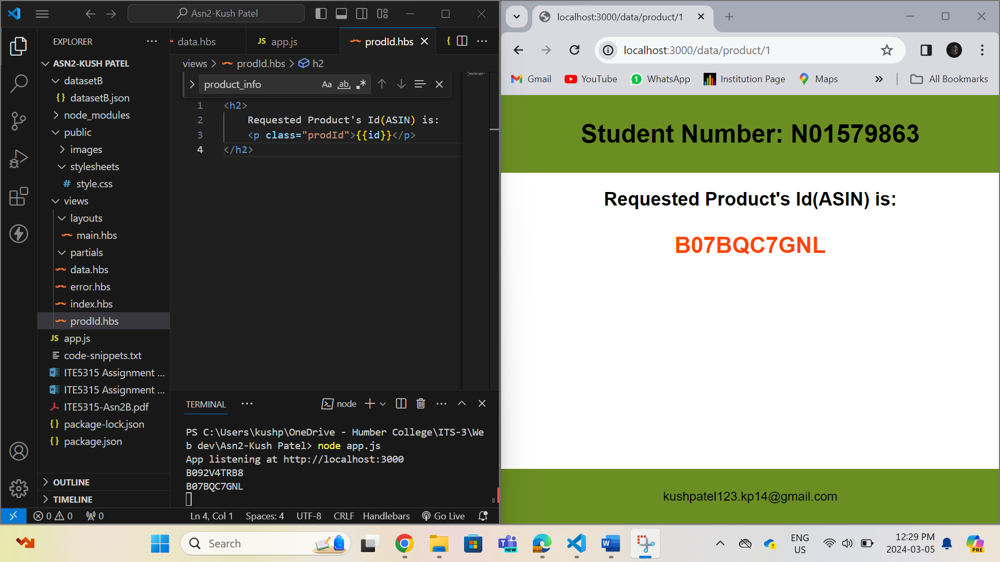 Asn2-Kush Patel
EXPLORER
ASN2-KUSH PATEL
datasetB
{} datasetB.json
node_modules
public
images
stylesheets
# style.css
views
layouts
main.hbs
partials
data.hbs
error.hbs
index.hbs
prodId.hbs
JS app.js
code-snippets.txt
ITE5315 Assignment ...
ITE5315 Assignment ...
ITE5315-Asn2B.pdf
{} package-lock.json
{} package.json
OUTLINE
TIMELINE
data.hbs
JS app.js
prodId.hbs
views > prodId.hbs > h2
product_info
Aa ab .*
1 <h2>
2 Requested Product's Id(ASIN) is:
3 <p class="prodId">{{id}}</p>
4 </h2>
TERMINAL
node
PS C:\Users\kushp\OneDrive - Humber College\ITS-3\We
b dev\Asn2-Kush Patel> node app.js
App listening at http://localhost:3000
B092V4TRB8
B07BQC7GNL
0 0 0
Ln 4, Col 1 Spaces: 4 UTF-8 CRLF Handlebars Go Live
localhost:3000/data/product/1
localhost:3000/data/product/1
Gmail YouTube 1 WhatsApp Institution Page Maps All Bookmarks
Student Number: N01579863
Requested Product's Id(ASIN) is:
B07BQC7GNL
kushpatel123.kp14@gmail.com
Search
T NEW
W
ENG
US
12:29 PM
2024-03-05
PRE